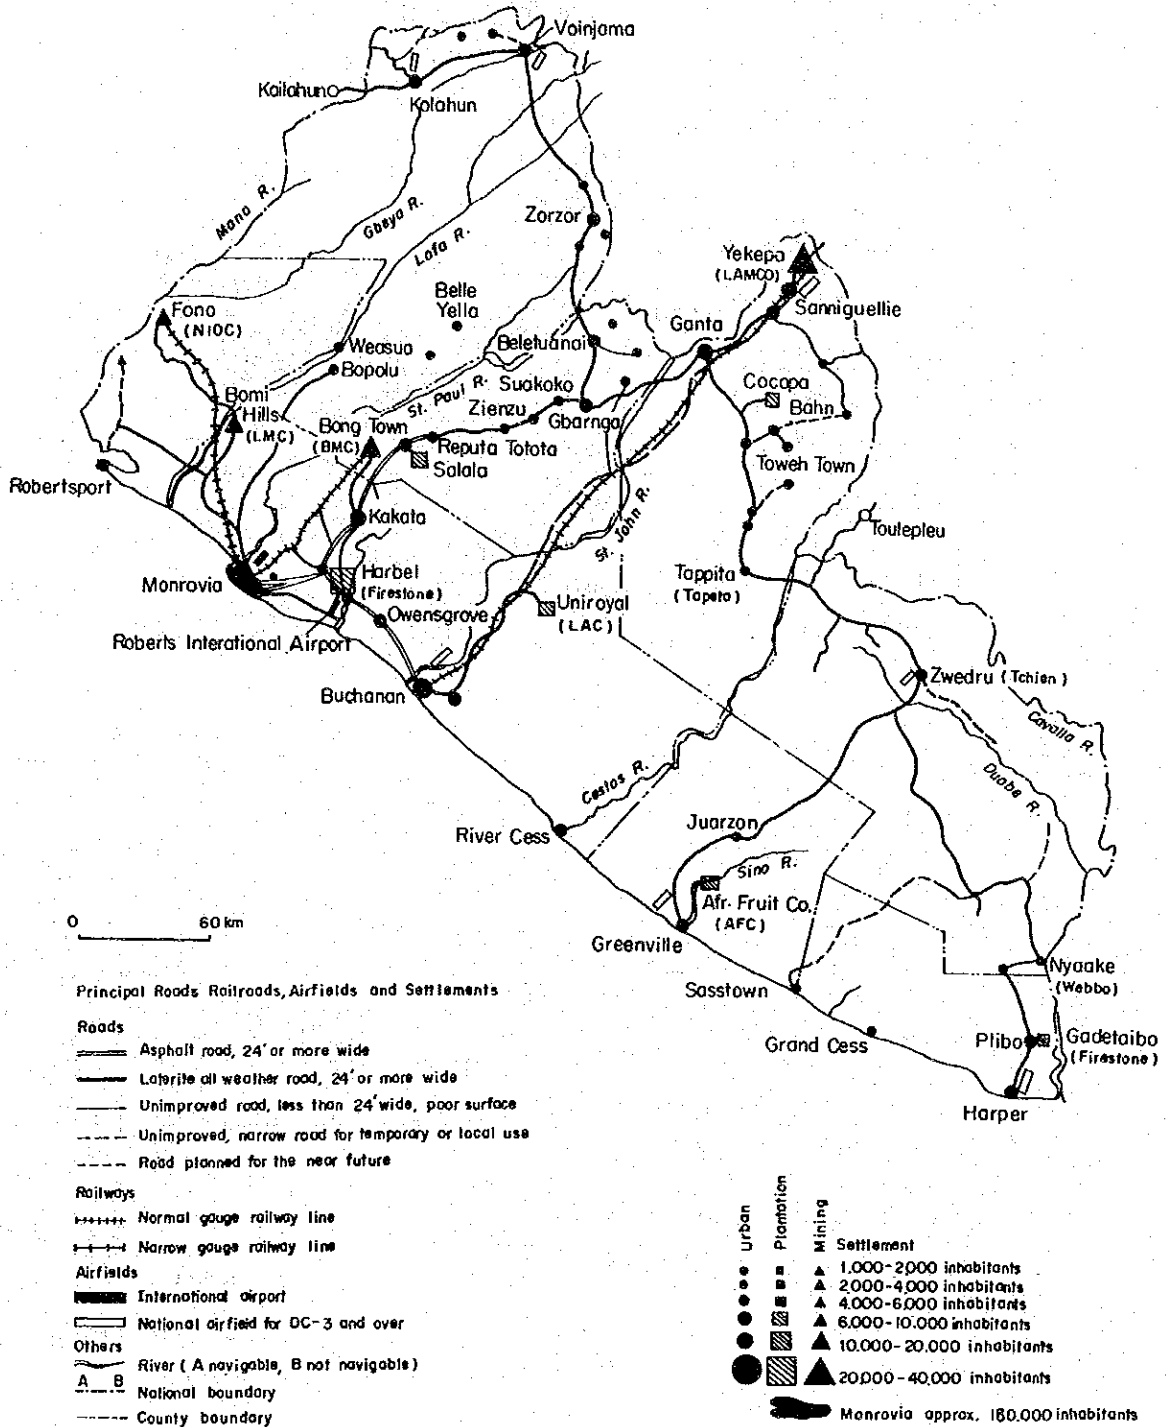 Voinjama
Kailahun
Kolahun
Mano R.
Gbeya R.
Lofa R.
Zorzor
Yekepa
(LAMCO)
Sanniguellie
Fono
(NIOC)
Belle
Yella
Ganta
Weasua
Beletuanai
Bopolu
St. Paul R.
Suakoko
Cocopa
Bomi
Hills
(LMC)
Bong Town
(BMC)
Zienzu
Gbarnga
Bahn
Reputa Totota
Salala
Toweh Town
Robertsport
Kakata
St. John R.
Toulepleu
Monrovia
Harbel
(Firestone)
Tappita
(Tapeta)
Uniroyal
(LAC)
Owensgrove
Roberts Interational Airport
Buchanan
Zwedru (Tchien)
Cavalla R.
Duobe R.
Cestos R.
River Cess
Juarzon
Sino R.
Afr. Fruit Co.
(AFC)
Greenville
0 60 km
Nyaake
(Webbo)
Sasstown
Grand Cess
Plibo
Gadetaibo
(Firestone)
Harper
Principal Roads Railroads, Airfields and Settlements
Roads
Asphalt road, 24' or more wide
Laterite all weather road, 24' or more wide
Unimproved road, less than 24' wide, poor surface
Unimproved, narrow road for temporary or local use
Road planned for the near future
Railways
Normal gauge railway line
Narrow gauge railway line
Airfields
International airport
National airfield for DC-3 and over
Others
River ( A navigable, B not navigable )
A B
National boundary
County boundary
Urban
Plantation
Mining
Settlement
1.000-2.000 inhabitants
2,000-4,000 inhabitants
4.000-6.000 inhabitants
6.000-10.000 inhabitants
10.000-20.000 inhabitants
20,000-40,000 inhabitants
Monrovia approx. 180.000 inhabitants